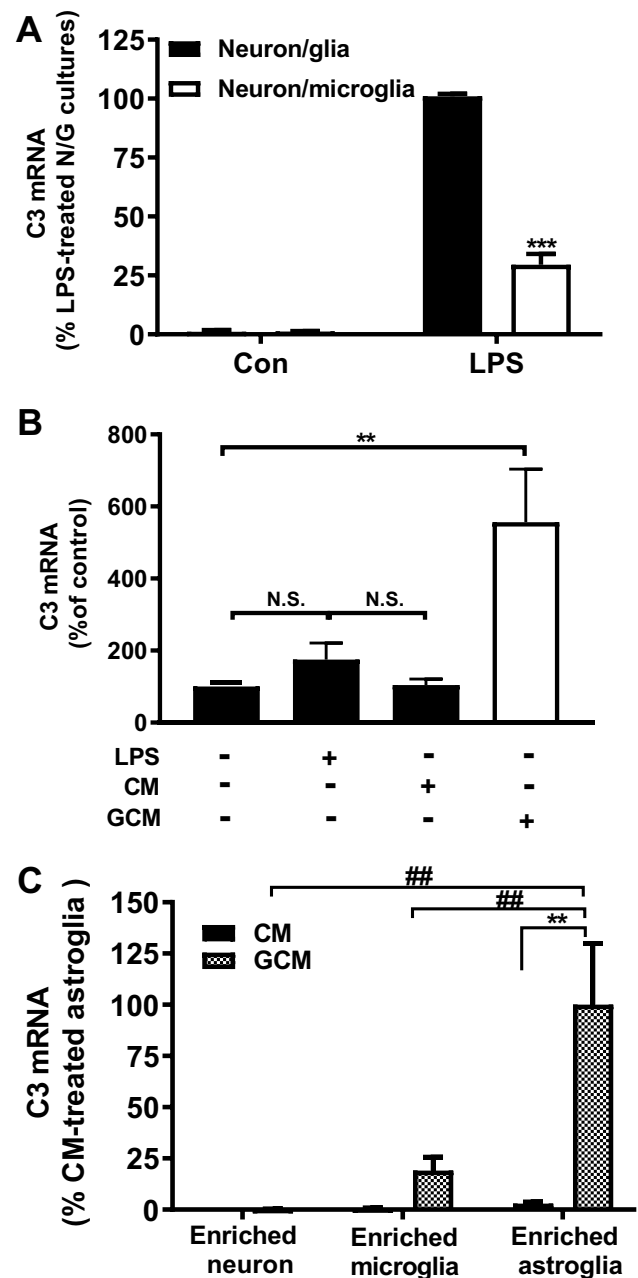 A
C3 mRNA
(% LPS-treated N/G cultures)
125
100
75
50
25
0
Neuron/glia
Neuron/microglia
***
Con
LPS
B
C3 mRNA
(%of control)
800
600
400
200
0
**
N.S.
N.S.
LPS - + - -
CM - - + -
GCM - - - +
C
C3 mRNA
(% CM-treated astroglia )
150
125
100
75
50
25
0
CM
GCM
##
##
**
Enriched neuron
Enriched microglia
Enriched astroglia